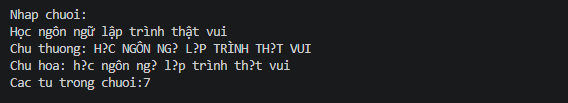 Nhap chuoi:
Học ngôn ngữ lập trình thật vui
Chu thuong: H?C NGÔN NG? L?P TRÌNH TH?T VUI
Chu hoa: h?c ngôn ng? l?p trình th?t vui
Cac tu trong chuoi:7